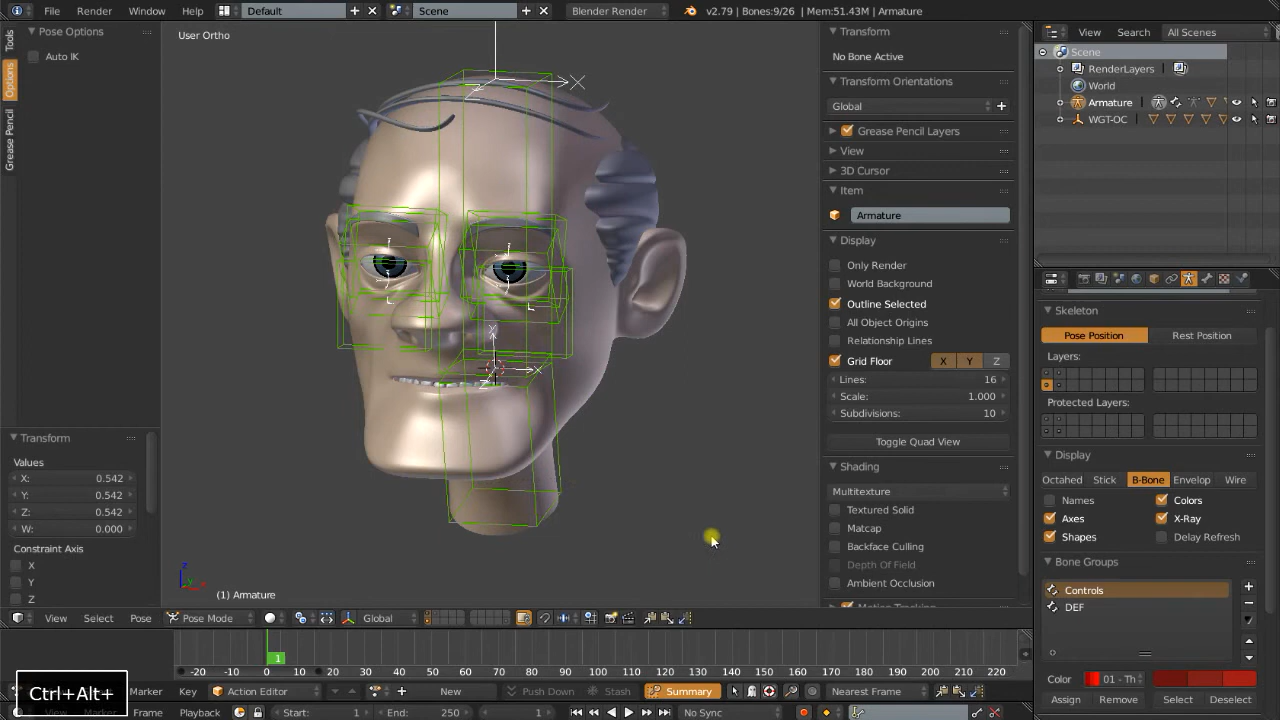 File Render Window Help Default Scene Blender Render v2.79 | Bones:9/26 | Mem:51.43M | Armature
Pose Options
Auto IK
Tools
Options
Grease Pencil
User Ortho
(1) Armature
Transform
Values
X: 0.542
Y: 0.542
Z: 0.542
W: 0.000
Constraint Axis
X
Y
Z
Transform
No Bone Active
Transform Orientations
Global
Grease Pencil Layers
View
3D Cursor
Item
Armature
Display
Only Render
World Background
Outline Selected
All Object Origins
Relationship Lines
Grid Floor X Y Z
Lines: 16
Scale: 1.000
Subdivisions: 10
Toggle Quad View
Shading
Multitexture
Textured Solid
Matcap
Backface Culling
Depth Of Field
Ambient Occlusion
Motion Tracking
View Search All Scenes
Scene
RenderLayers
World
Armature
WGT-OC
Skeleton
Pose Position Rest Position
Layers:
Protected Layers:
Display
Octahed Stick B-Bone Envelop Wire
Names Colors
Axes X-Ray
Shapes Delay Refresh
Bone Groups
Controls
DEF
Color 01 - Th
Assign Remove Select Deselect
View Select Pose Pose Mode Global
-20 -10 0 10 20 30 40 50 60 70 80 90 100 110 120 130 140 150 160 170 180 190 200 210 220
1
Ctrl+Alt+
Marker Key Action Editor New Push Down Stash Summary Nearest Frame
Frame Playback Start: 1 End: 250 1 No Sync